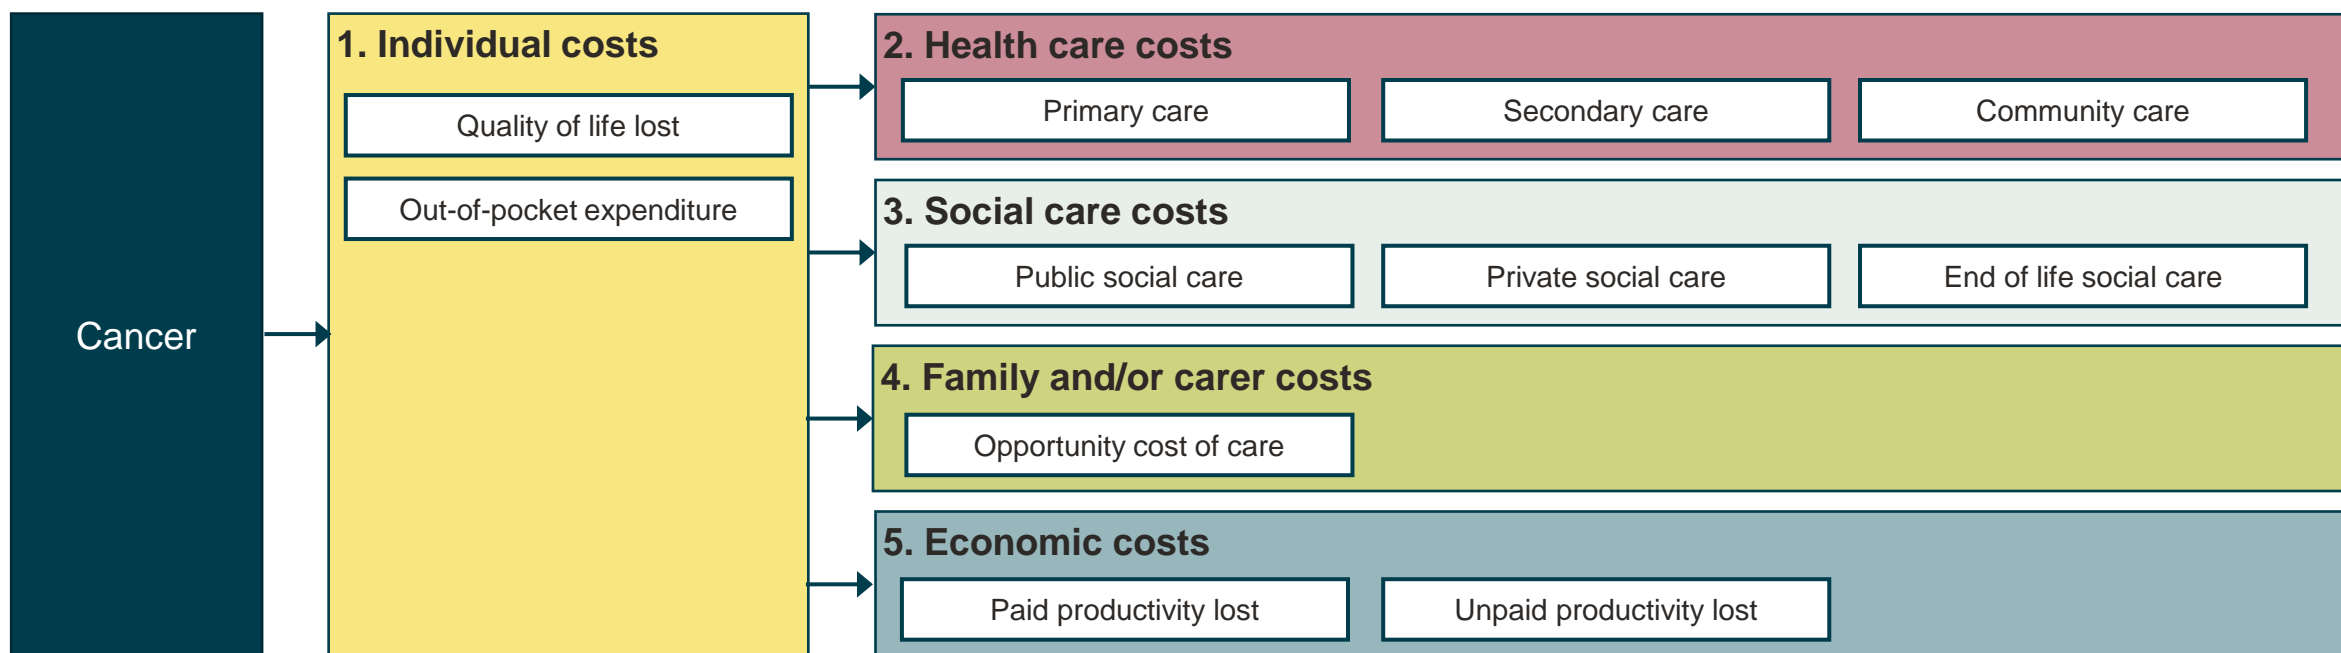 Cancer
1. Individual costs
Quality of life lost
Out-of-pocket expenditure
2. Health care costs
Primary care
Secondary care
Community care
3. Social care costs
Public social care
Private social care
End of life social care
4. Family and/or carer costs
Opportunity cost of care
5. Economic costs
Paid productivity lost
Unpaid productivity lost